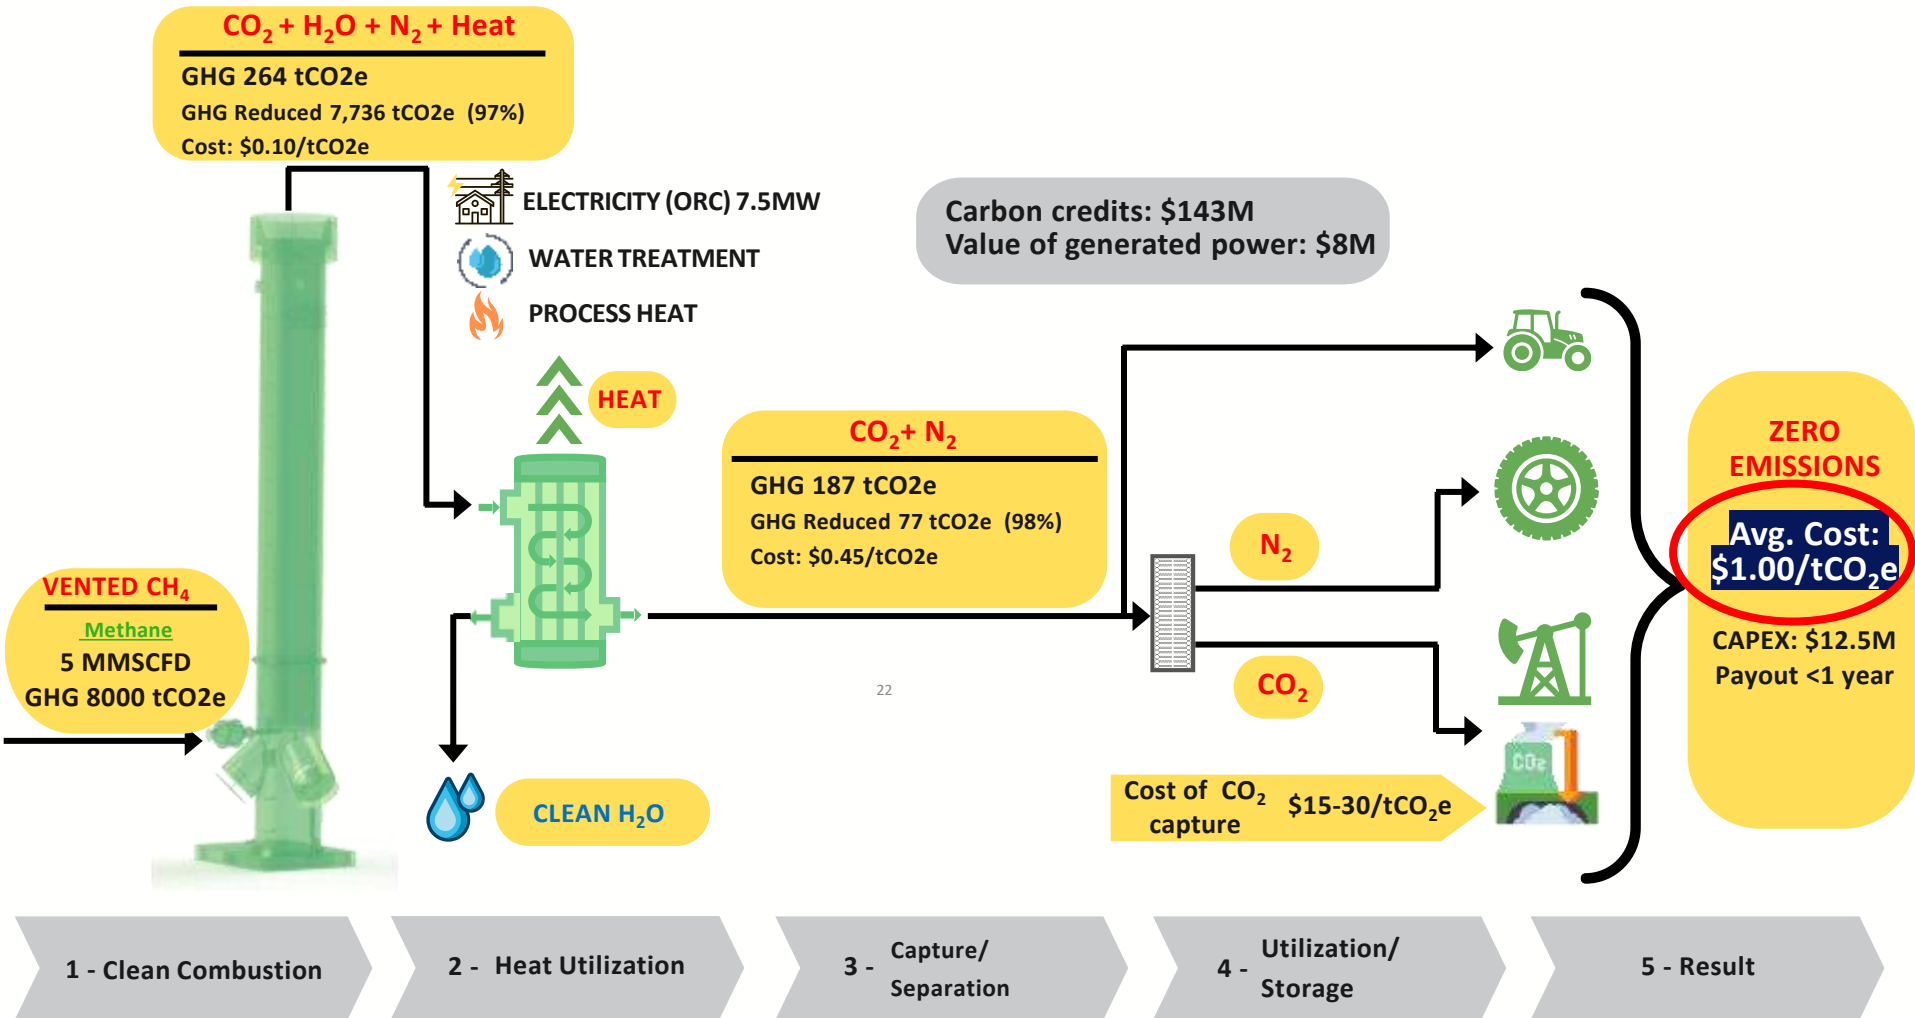 CO₂ + H₂O + N₂ + Heat
GHG 264 tCO2e
GHG Reduced 7,736 tCO2e (97%)
Cost: $0.10/tCO2e
ELECTRICITY (ORC) 7.5MW
WATER TREATMENT
PROCESS HEAT
HEAT
Carbon credits: $143M
Value of generated power: $8M
VENTED CH₄
Methane
5 MMSCFD
GHG 8000 tCO2e
CO₂+ N₂
GHG 187 tCO2e
GHG Reduced 77 tCO2e (98%)
Cost: $0.45/tCO2e
CLEAN H₂O
N₂
CO₂
22
Cost of CO₂
capture
$15-30/tCO₂e
CO₂
ZERO
EMISSIONS
Avg. Cost:
$1.00/tCO₂e
CAPEX: $12.5M
Payout <1 year
1 - Clean Combustion
2 - Heat Utilization
3 - Capture/
Separation
4 - Utilization/
Storage
5 - Result